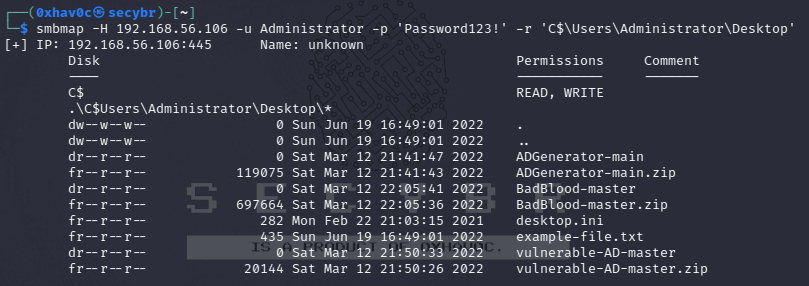 ┌──(0xhav0c㉿secybr)-[~]
└─$ smbmap -H 192.168.56.106 -u Administrator -p 'Password123!' -r 'C$\Users\Administrator\Desktop'
[+] IP: 192.168.56.106:445 Name: unknown
Disk Permissions Comment
---- ----------- -------
C$ READ, WRITE
.\C$Users\Administrator\Desktop\*
dw--w--w-- 0 Sun Jun 19 16:49:01 2022 .
dw--w--w-- 0 Sun Jun 19 16:49:01 2022 ..
dr--r--r-- 0 Sat Mar 12 21:41:47 2022 ADGenerator-main
fr--r--r-- 119075 Sat Mar 12 21:41:43 2022 ADGenerator-main.zip
dr--r--r-- 0 Sat Mar 12 22:05:41 2022 BadBlood-master
fr--r--r-- 697664 Sat Mar 12 22:05:36 2022 BadBlood-master.zip
fr--r--r-- 282 Mon Feb 22 21:03:15 2021 desktop.ini
fr--r--r-- 435 Sun Jun 19 16:49:01 2022 example-file.txt
dr--r--r-- 0 Sat Mar 12 21:50:33 2022 vulnerable-AD-master
fr--r--r-- 20144 Sat Mar 12 21:50:26 2022 vulnerable-AD-master.zip
SECYBR
IS A PRODUCT OF 0XHAV0C.